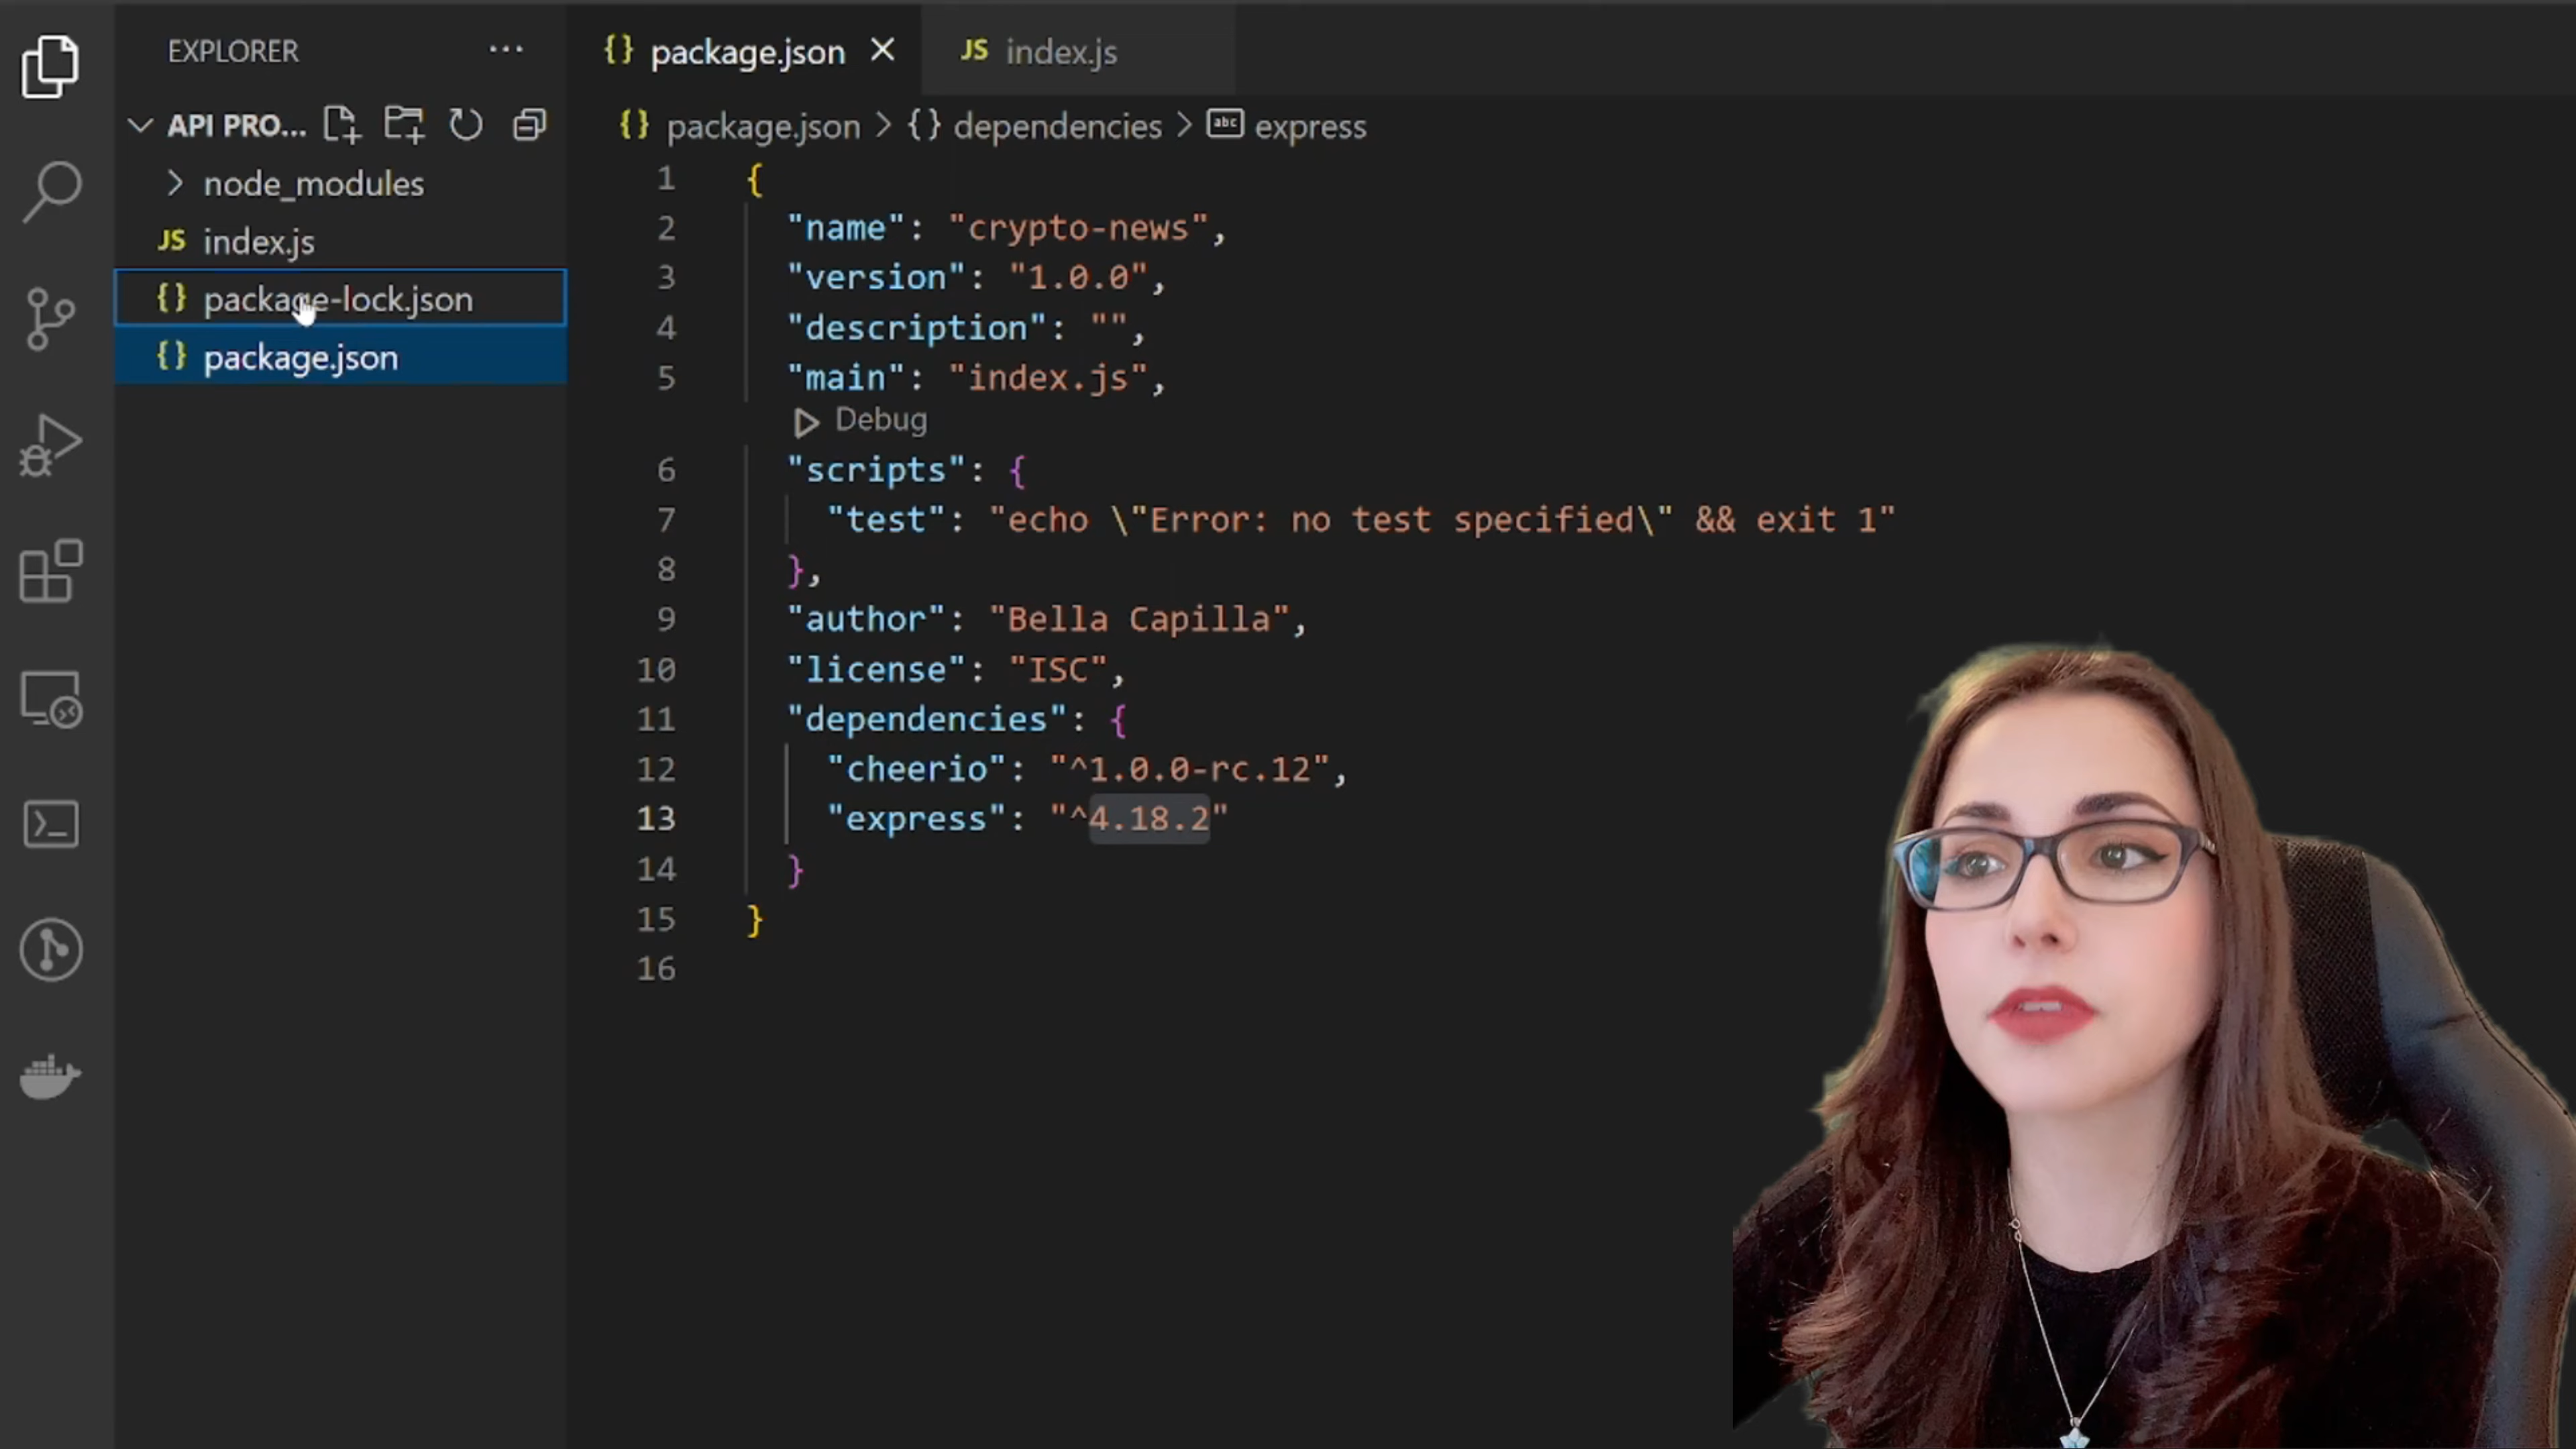 EXPLORER
API PRO...
node_modules
JS index.js
{} package-lock.json
{} package.json
{} package.json
JS index.js
{} package.json > {} dependencies > abc express
1 {
2 "name": "crypto-news",
3 "version": "1.0.0",
4 "description": "",
5 "main": "index.js",
Debug
6 "scripts": {
7 "test": "echo \"Error: no test specified\" && exit 1"
8 },
9 "author": "Bella Capilla",
10 "license": "ISC",
11 "dependencies": {
12 "cheerio": "^1.0.0-rc.12",
13 "express": "^4.18.2"
14 }
15 }
16